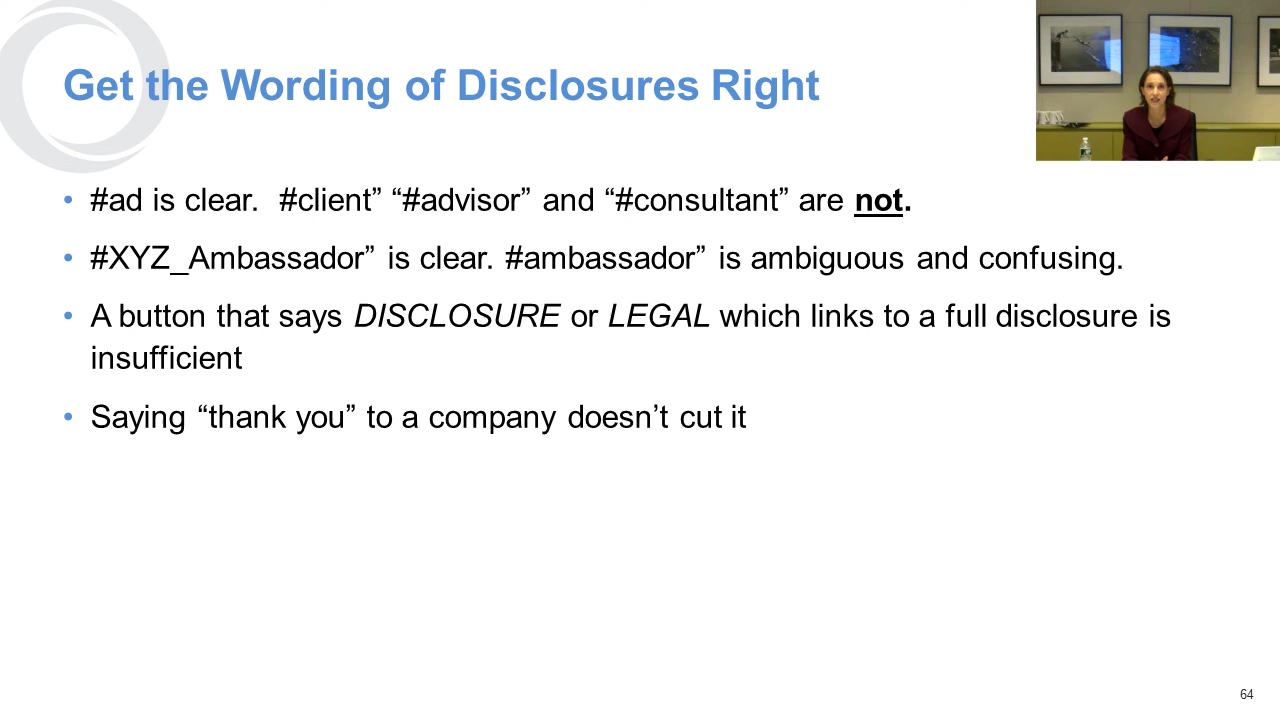 Get the Wording of Disclosures Right
• #ad is clear.  #client” “#advisor” and “#consultant” are not.
• #XYZ_Ambassador” is clear. #ambassador” is ambiguous and confusing.
• A button that says DISCLOSURE or LEGAL which links to a full disclosure is
insufficient
• Saying “thank you” to a company doesn’t cut it
64